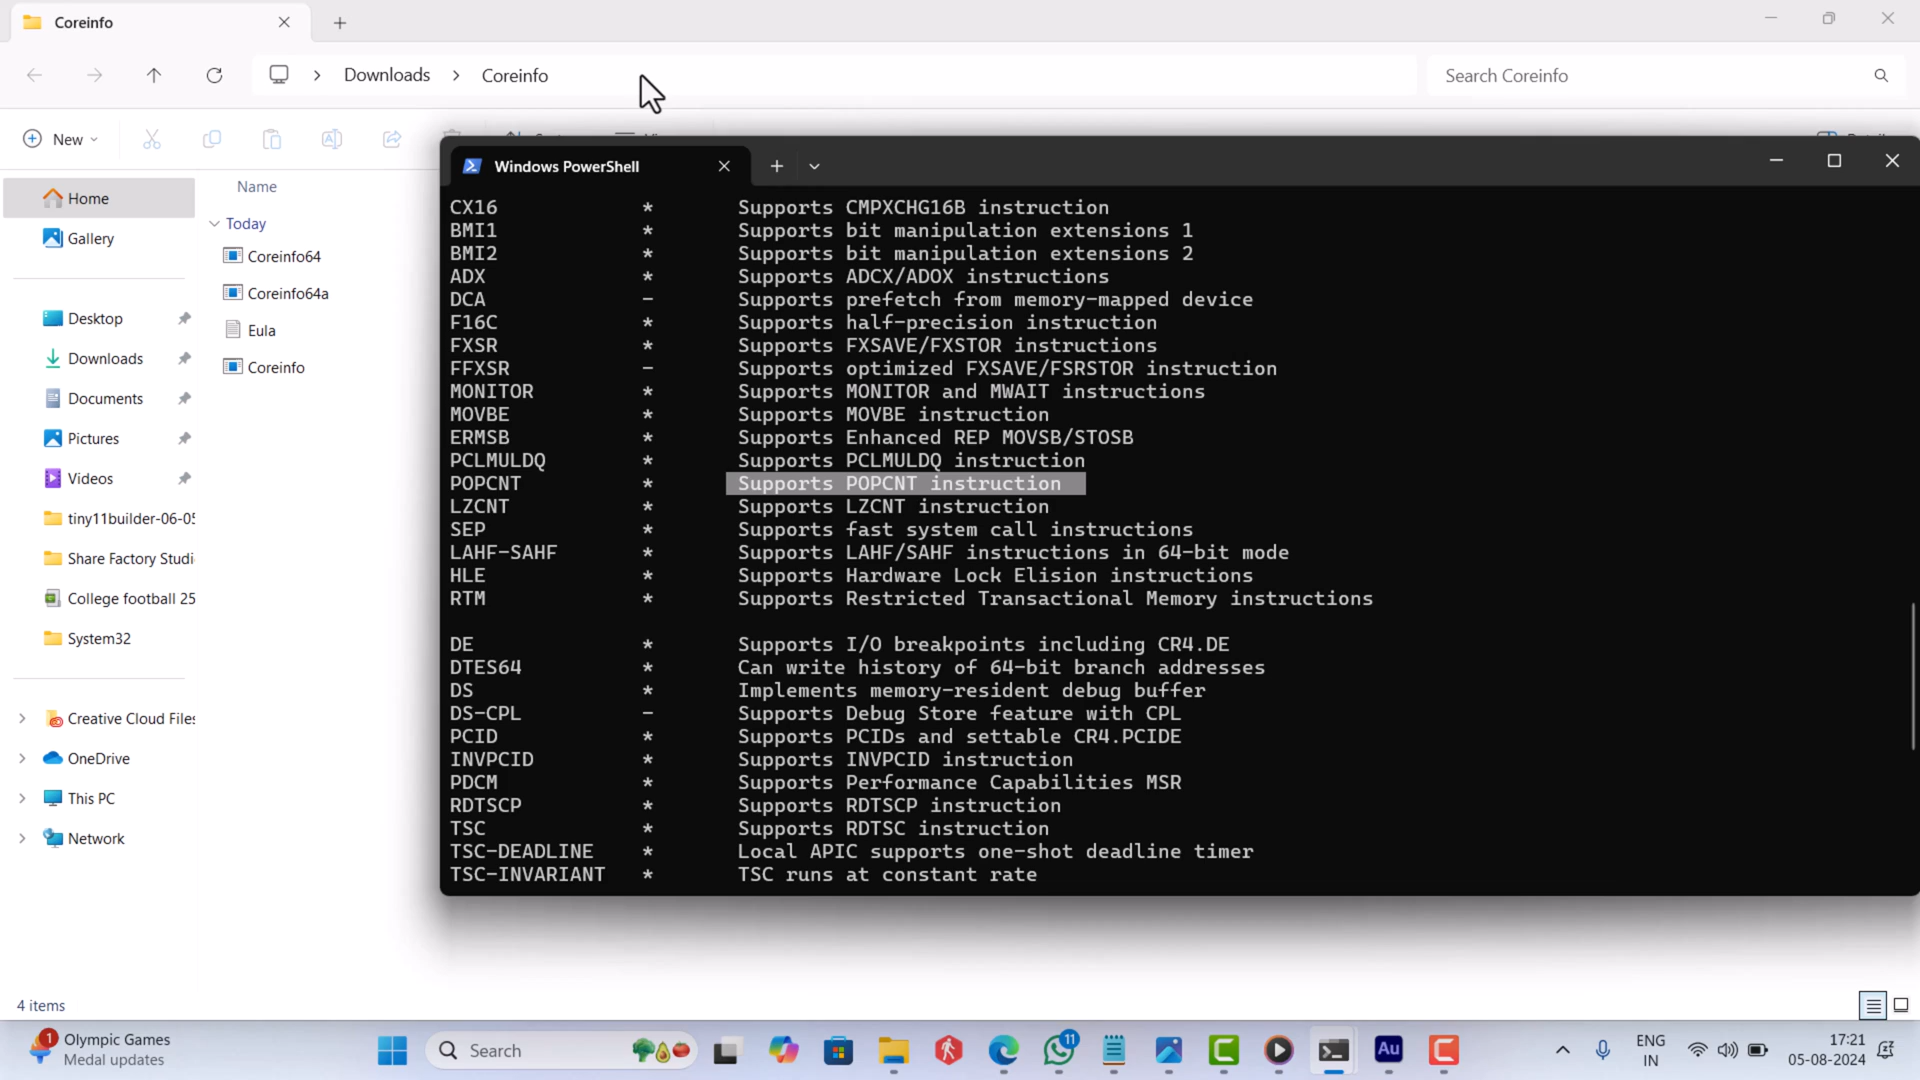 Coreinfo
Downloads > Coreinfo
Search Coreinfo
New
Home
Gallery
Desktop
Downloads
Documents
Pictures
Videos
tiny11builder-06-05
Share Factory Studi
College football 25
System32
Creative Cloud Files
OneDrive
This PC
Network
Name
Today
Coreinfo64
Coreinfo64a
Eula
Coreinfo
Windows PowerShell
CX16 * Supports CMPXCHG16B instruction
BMI1 * Supports bit manipulation extensions 1
BMI2 * Supports bit manipulation extensions 2
ADX * Supports ADCX/ADOX instructions
DCA - Supports prefetch from memory-mapped device
F16C * Supports half-precision instruction
FXSR * Supports FXSAVE/FXSTOR instructions
FFXSR - Supports optimized FXSAVE/FSRSTOR instruction
MONITOR * Supports MONITOR and MWAIT instructions
MOVBE * Supports MOVBE instruction
ERMSB * Supports Enhanced REP MOVSB/STOSB
PCLMULDQ * Supports PCLMULDQ instruction
POPCNT * Supports POPCNT instruction
LZCNT * Supports LZCNT instruction
SEP * Supports fast system call instructions
LAHF-SAHF * Supports LAHF/SAHF instructions in 64-bit mode
HLE * Supports Hardware Lock Elision instructions
RTM * Supports Restricted Transactional Memory instructions
DE * Supports I/O breakpoints including CR4.DE
DTES64 * Can write history of 64-bit branch addresses
DS * Implements memory-resident debug buffer
DS-CPL - Supports Debug Store feature with CPL
PCID * Supports PCIDs and settable CR4.PCIDE
INVPCID * Supports INVPCID instruction
PDCM * Supports Performance Capabilities MSR
RDTSCP * Supports RDTSCP instruction
TSC * Supports RDTSC instruction
TSC-DEADLINE * Local APIC supports one-shot deadline timer
TSC-INVARIANT * TSC runs at constant rate
4 items
1
Olympic Games
Medal updates
Search
11
Au
ENG
IN
17:21
05-08-2024